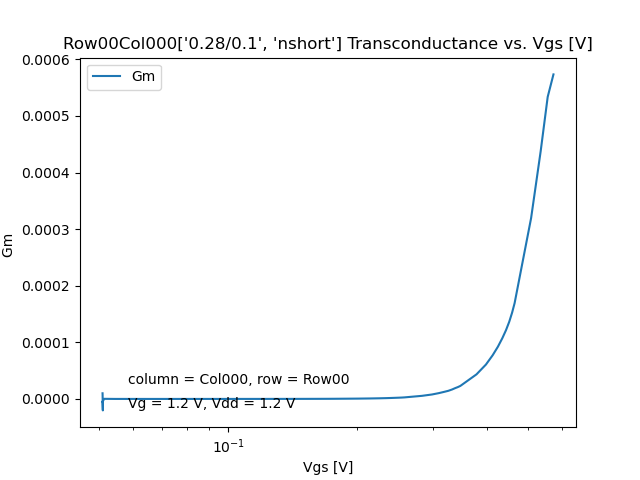 Row00Col000['0.28/0.1', 'nshort'] Transconductance vs. Vgs [V]
Gm
0.0006
0.0005
0.0004
0.0003
0.0002
0.0001
0.0000
Gm
column = Col000, row = Row00
Vg = 1.2 V, Vdd = 1.2 V
10⁻¹
Vgs [V]